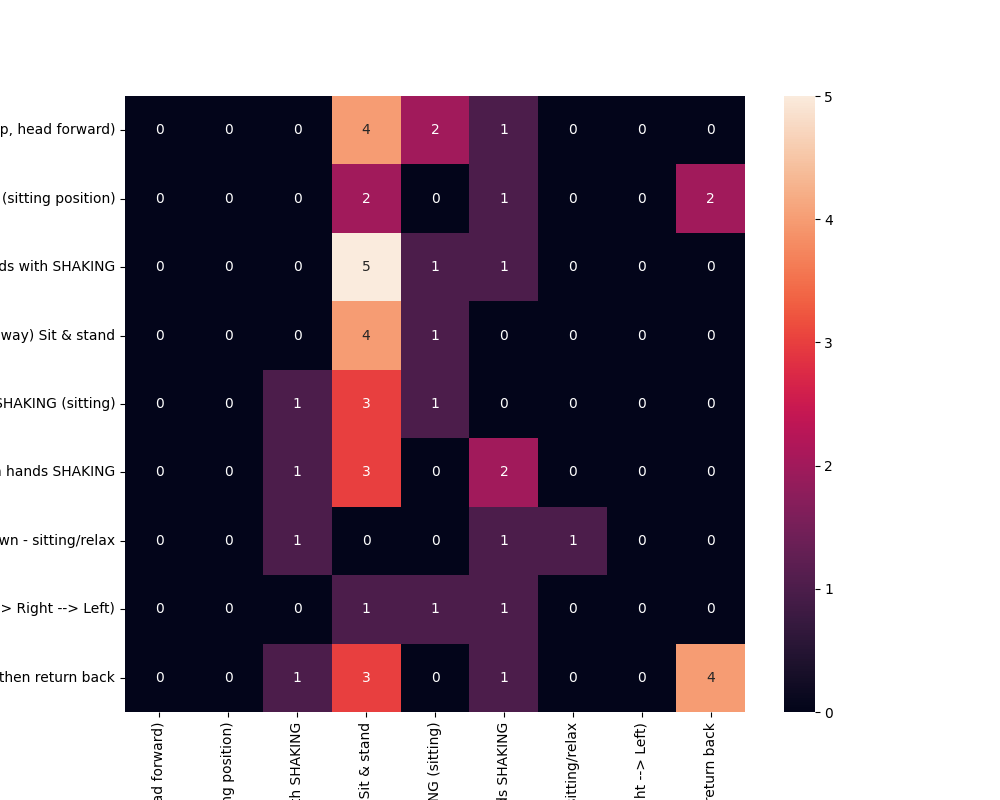 p, head forward) 0 0 0 4 2 1 0 0 0
(sitting position) 0 0 0 2 0 1 0 0 2
ds with SHAKING 0 0 0 5 1 1 0 0 0
way) Sit & stand 0 0 0 4 1 0 0 0 0
SHAKING (sitting) 0 0 1 3 1 0 0 0 0
hands SHAKING 0 0 1 3 0 2 0 0 0
wn - sitting/relax 0 0 1 0 0 1 1 0 0
> Right --> Left) 0 0 0 1 1 1 0 0 0
then return back 0 0 1 3 0 1 0 0 4
ad forward)
ng position)
th SHAKING
Sit & stand
NG (sitting)
ds SHAKING
sitting/relax
ht --> Left)
return back
5
4
3
2
1
0